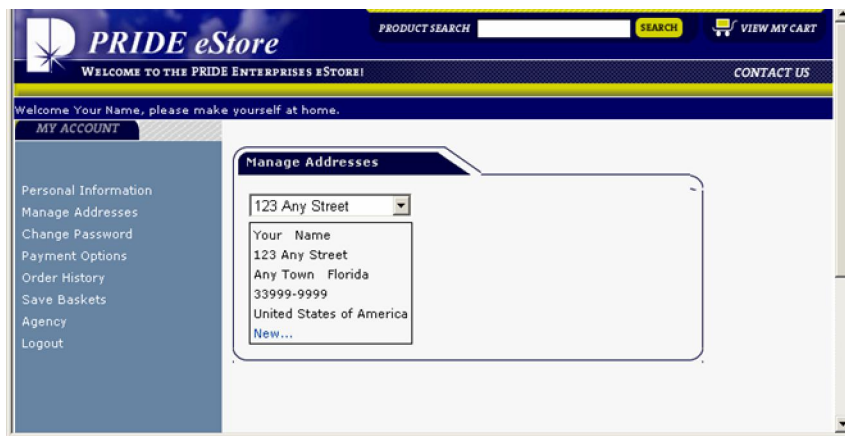 PRIDE eStore
PRODUCT SEARCH SEARCH VIEW MY CART
WELCOME TO THE PRIDE ENTERPRISES ESTORE!
CONTACT US
Welcome Your Name, please make yourself at home.
MY ACCOUNT
Personal Information
Manage Addresses
Change Password
Payment Options
Order History
Save Baskets
Agency
Logout
Manage Addresses
123 Any Street
Your Name
123 Any Street
Any Town Florida
33999-9999
United States of America
New...